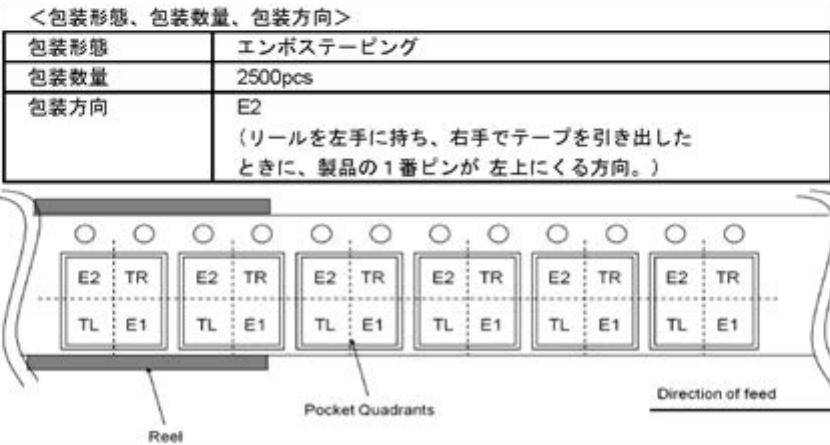 ＜包装形態、包装数量、包装方向＞
包装形態 エンボステーピング
包装数量 2500pcs
包装方向 E2
（リールを左手に持ち、右手でテープを引き出した
ときに、製品の１番ピンが 左上にくる方向。）
E2 TR E2 TR E2 TR E2 TR E2 TR E2 TR
TL E1 TL E1 TL E1 TL E1 TL E1 TL E1
Direction of feed
Pocket Quadrants
Reel